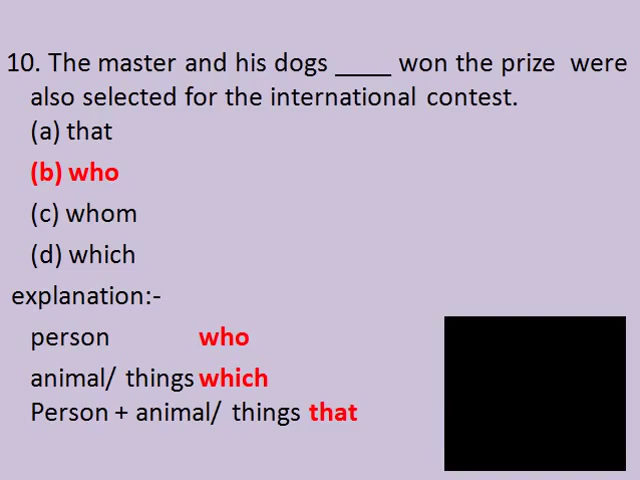 10. The master and his dogs ____ won the prize were
also selected for the international contest.
(a) that
(b) who
(c) whom
(d) which
explanation:-
person who
animal/ things which
Person + animal/ things that